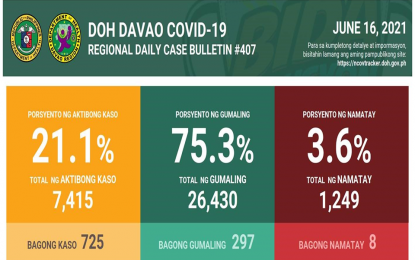 DOH DAVAO COVID-19
REGIONAL DAILY CASE BULLETIN #407
JUNE 16, 2021
Para sa kumpletong detalye at impormasyon,
bisitahin lamang ang aming pampublikong site:
https://ncovtracker.doh.gov.ph
PORSYENTO NG AKTIBONG KASO
21.1%
TOTAL NG AKTIBONG KASO
7,415
BAGONG KASO 725
PORSYENTO NG GUMALING
75.3%
TOTAL NG GUMALING
26,430
BAGONG GUMALING 297
PORSYENTO NG NAMATAY
3.6%
TOTAL NG NAMATAY
1,249
BAGONG NAMATAY 8